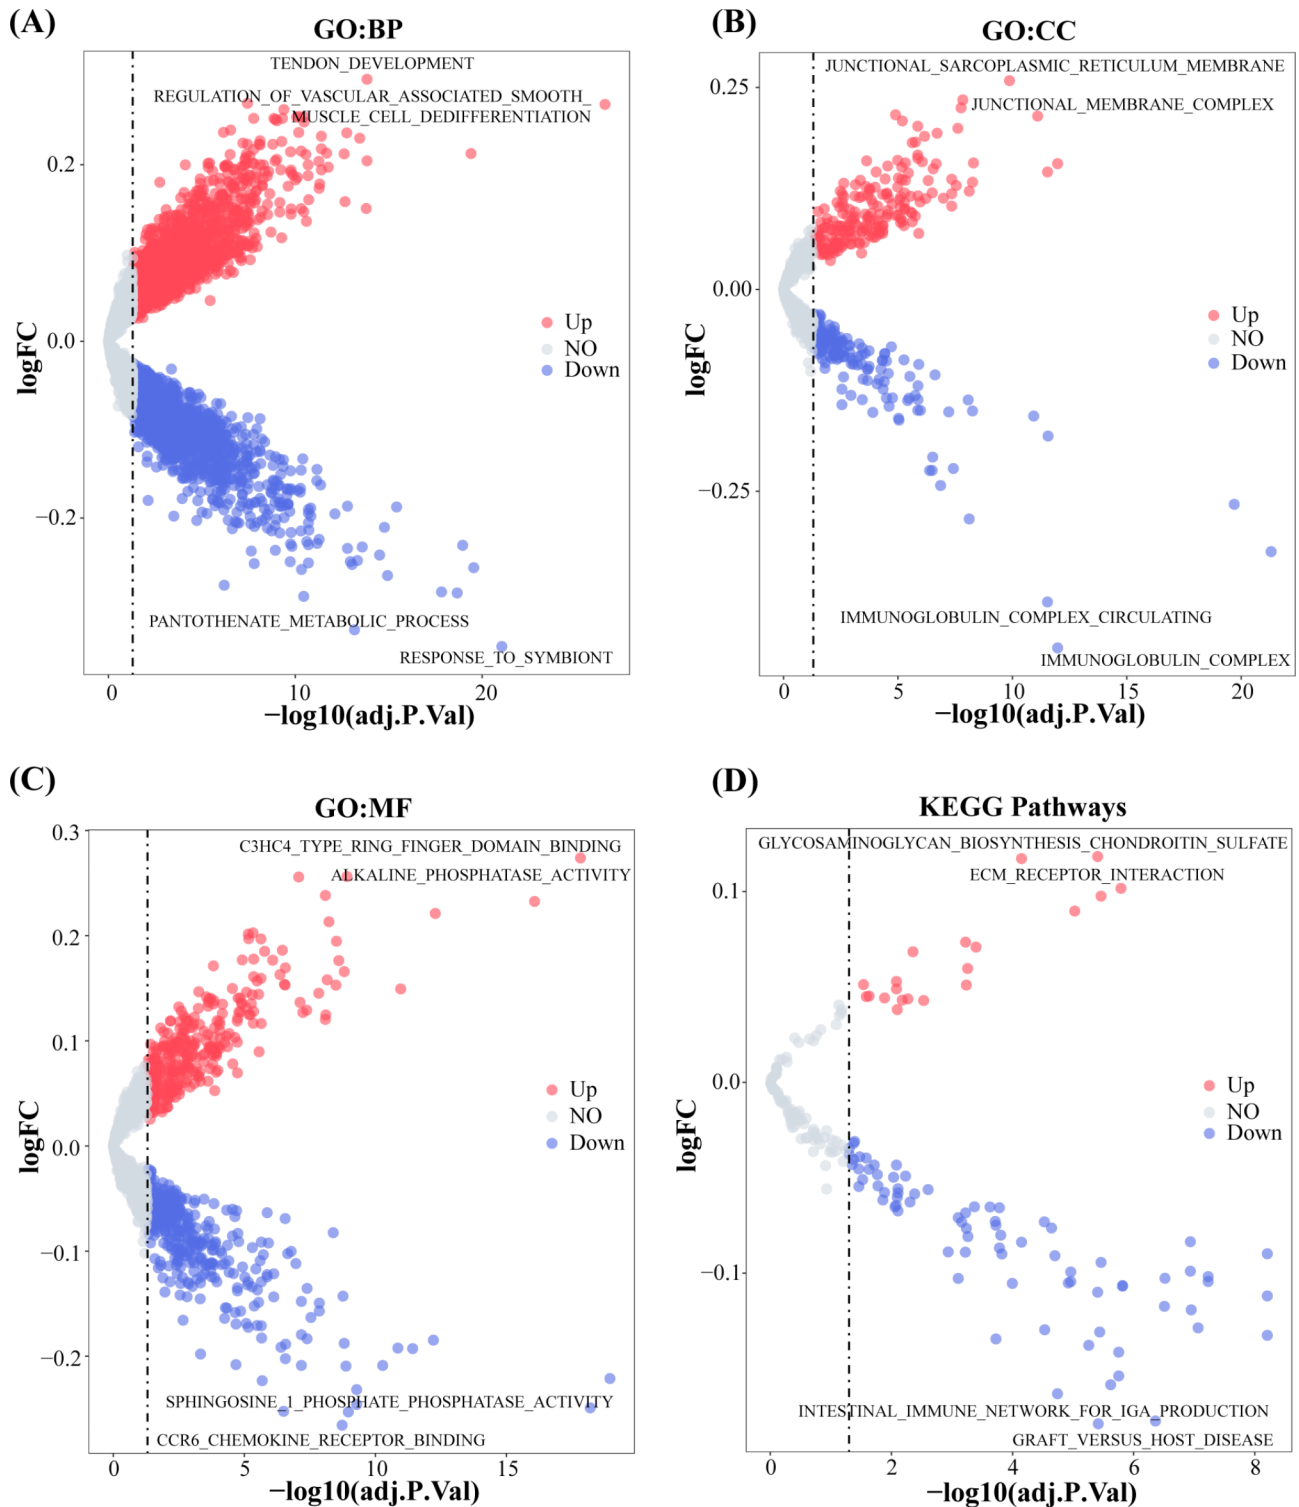 (A)
GO:BP
TENDON_DEVELOPMENT
REGULATION_OF_VASCULAR_ASSOCIATED_SMOOTH_
MUSCLE_CELL_DEDIFFERENTIATION
0.2
0.0
−0.2
logFC
Up
NO
Down
PANTOTHENATE_METABOLIC_PROCESS
RESPONSE_TO_SYMBIONT
0 10 20
−log10(adj.P.Val)
(B)
GO:CC
JUNCTIONAL_SARCOPLASMIC_RETICULUM_MEMBRANE
JUNCTIONAL_MEMBRANE_COMPLEX
0.25
0.00
−0.25
logFC
Up
NO
Down
IMMUNOGLOBULIN_COMPLEX_CIRCULATING
IMMUNOGLOBULIN_COMPLEX
0 5 10 15 20
−log10(adj.P.Val)
(C)
GO:MF
C3HC4_TYPE_RING_FINGER_DOMAIN_BINDING
ALKALINE_PHOSPHATASE_ACTIVITY
0.3
0.2
0.1
0.0
−0.1
−0.2
logFC
Up
NO
Down
SPHINGOSINE_1_PHOSPHATE_PHOSPHATASE_ACTIVITY
CCR6_CHEMOKINE_RECEPTOR_BINDING
0 5 10 15
−log10(adj.P.Val)
(D)
KEGG Pathways
GLYCOSAMINOGLYCAN_BIOSYNTHESIS_CHONDROITIN_SULFATE
ECM_RECEPTOR_INTERACTION
0.1
0.0
−0.1
logFC
Up
NO
Down
INTESTINAL_IMMUNE_NETWORK_FOR_IGA_PRODUCTION
GRAFT_VERSUS_HOST_DISEASE
0 2 4 6 8
−log10(adj.P.Val)